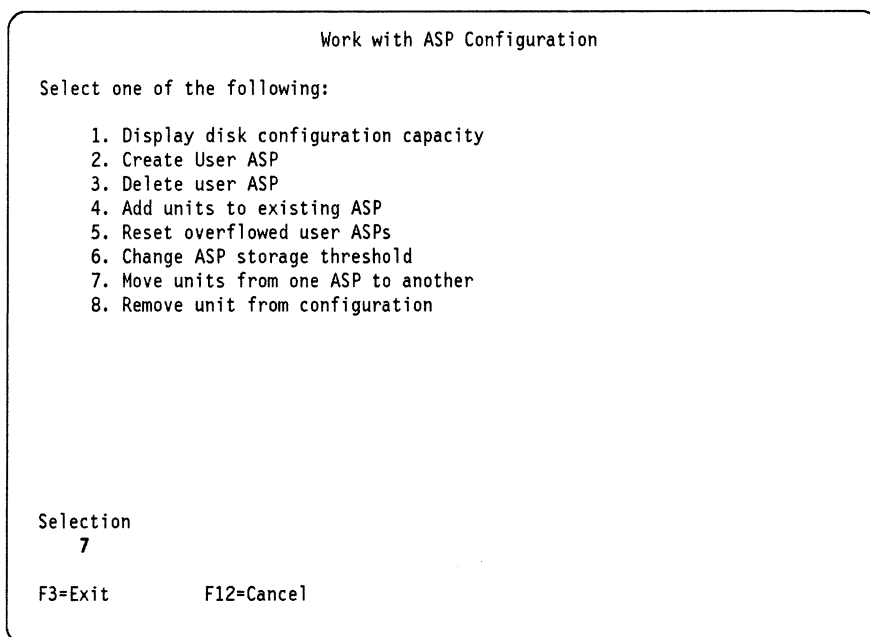 Work with ASP Configuration
Select one of the following:
1. Display disk configuration capacity
2. Create User ASP
3. Delete user ASP
4. Add units to existing ASP
5. Reset overflowed user ASPs
6. Change ASP storage threshold
7. Move units from one ASP to another
8. Remove unit from configuration
Selection
7
F3=Exit F12=Cancel